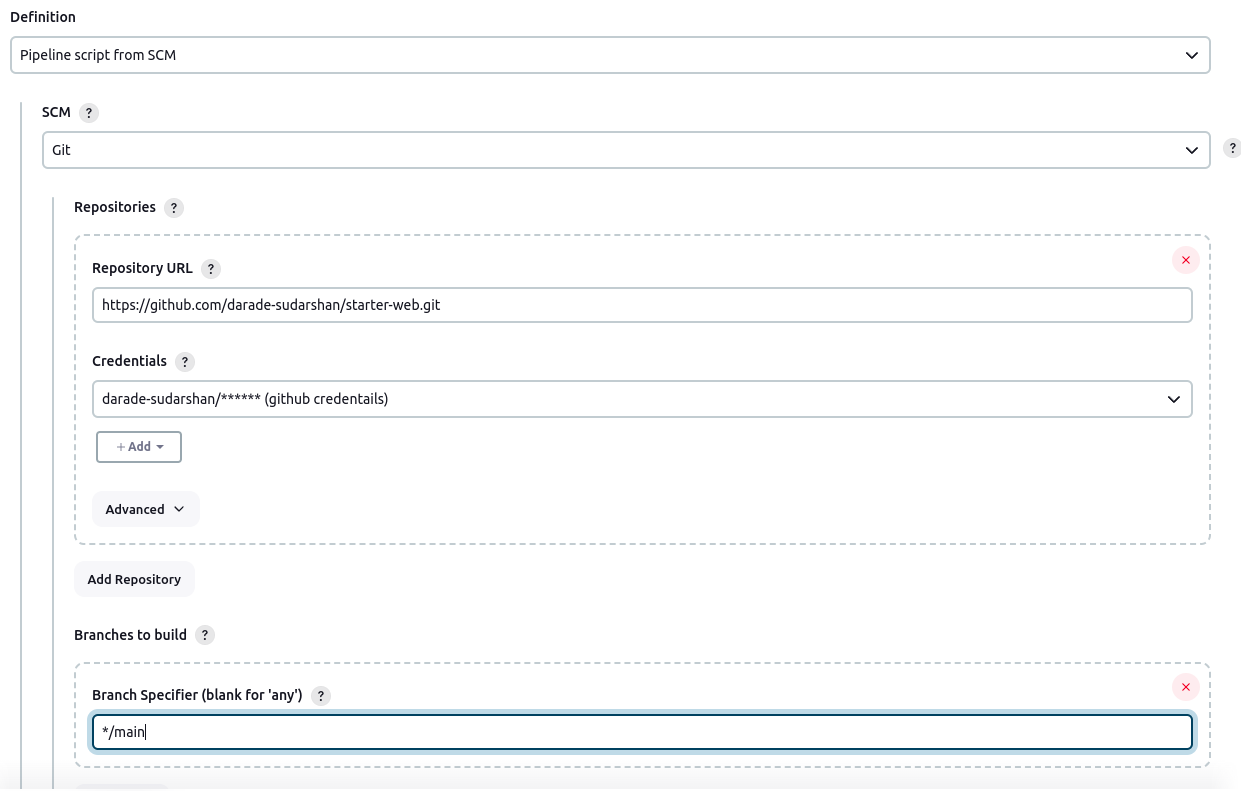 Definition
Pipeline script from SCM
SCM ?
Git
?
Repositories ?
Repository URL ?
https://github.com/darade-sudarshan/starter-web.git
Credentials ?
darade-sudarshan/****** (github credentails)
+ Add
Advanced
Add Repository
Branches to build ?
Branch Specifier (blank for 'any') ?
*/main